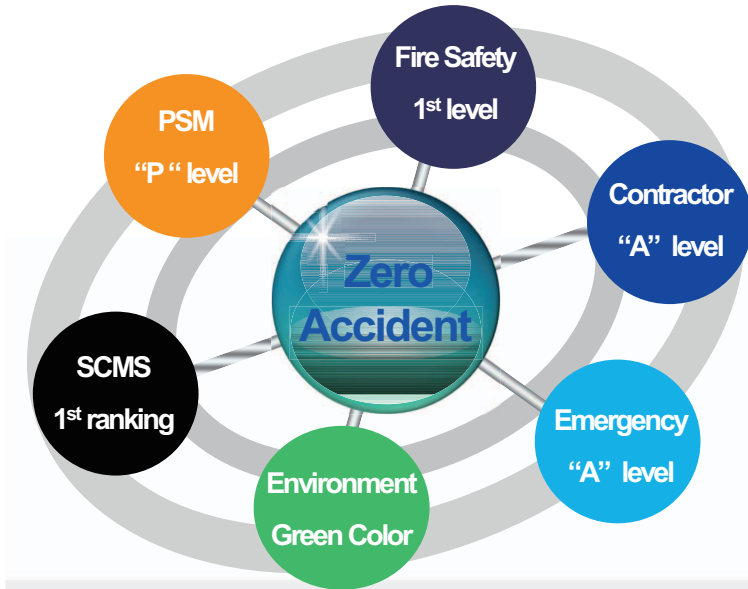 Fire Safety
1st level
PSM
“P “ level
Contractor
“A” level
Zero
Accident
SCMS
1st ranking
Emergency
“A” level
Environment
Green Color